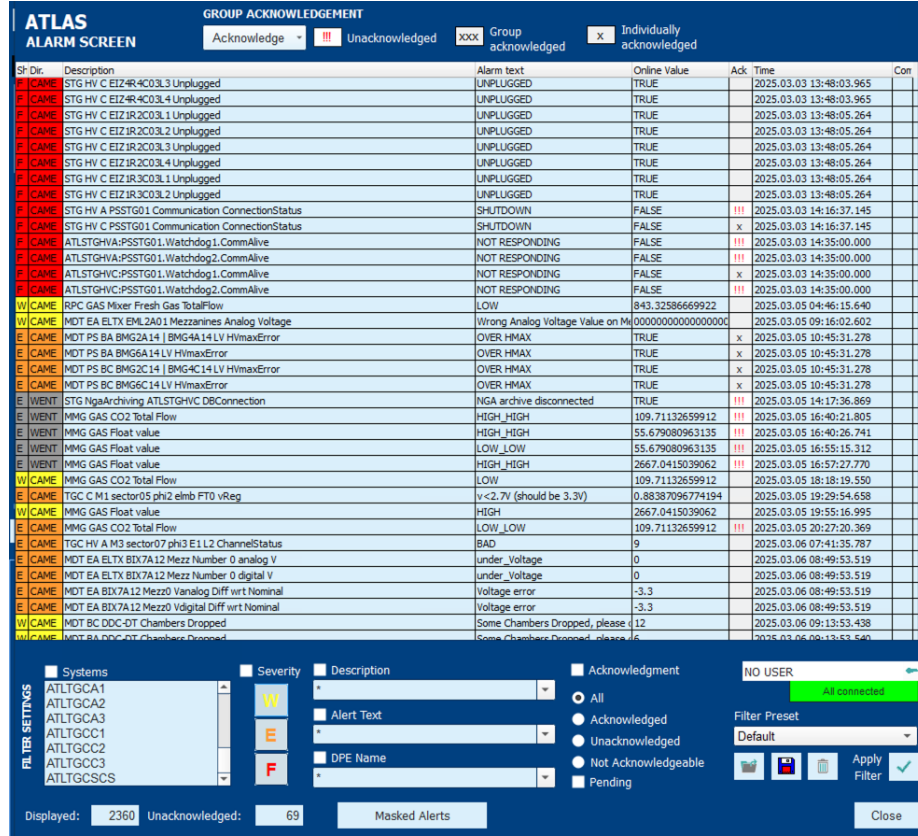 ATLAS
ALARM SCREEN
GROUP ACKNOWLEDGEMENT
Acknowledge !!! Unacknowledged xxx Group acknowledged x Individually acknowledged
Sh Dir. Description Alarm text Online Value Ack Time Com
F CAME STG HV C EIZ4R4C03L3 Unplugged UNPLUGGED TRUE 2025.03.03 13:48:03.965
F CAME STG HV C EIZ4R4C03L4 Unplugged UNPLUGGED TRUE 2025.03.03 13:48:03.965
F CAME STG HV C EIZ1R2C03L1 Unplugged UNPLUGGED TRUE 2025.03.03 13:48:05.264
F CAME STG HV C EIZ1R2C03L2 Unplugged UNPLUGGED TRUE 2025.03.03 13:48:05.264
F CAME STG HV C EIZ1R2C03L3 Unplugged UNPLUGGED TRUE 2025.03.03 13:48:05.264
F CAME STG HV C EIZ1R2C03L4 Unplugged UNPLUGGED TRUE 2025.03.03 13:48:05.264
F CAME STG HV C EIZ1R3C03L1 Unplugged UNPLUGGED TRUE 2025.03.03 13:48:05.264
F CAME STG HV C EIZ1R3C03L2 Unplugged UNPLUGGED TRUE 2025.03.03 13:48:05.264
F CAME STG HV A PSSTG01 Communication ConnectionStatus SHUTDOWN FALSE !!! 2025.03.03 14:16:37.145
F CAME STG HV C PSSTG01 Communication ConnectionStatus SHUTDOWN FALSE x 2025.03.03 14:16:37.145
F CAME ATLSTGHVA:PSSTG01.Watchdog1.CommAlive NOT RESPONDING FALSE !!! 2025.03.03 14:35:00.000
F CAME ATLSTGHVA:PSSTG01.Watchdog2.CommAlive NOT RESPONDING FALSE !!! 2025.03.03 14:35:00.000
F CAME ATLSTGHVC:PSSTG01.Watchdog1.CommAlive NOT RESPONDING FALSE x 2025.03.03 14:35:00.000
F CAME ATLSTGHVC:PSSTG01.Watchdog2.CommAlive NOT RESPONDING FALSE !!! 2025.03.03 14:35:00.000
W CAME RPC GAS Mixer Fresh Gas TotalFlow LOW 843.32586669922 2025.03.05 04:46:15.640
W CAME MDT EA ELTX EML2A01 Mezzanines Analog Voltage Wrong Analog Voltage Value on Me 2025.03.05 09:16:02.602
E CAME MDT PS BA BMG2A14 | BMG4A14 LV HVmaxError OVER HMAX TRUE x 2025.03.05 10:45:31.278
E CAME MDT PS BA BMG6A14 LV HVmaxError OVER HMAX TRUE x 2025.03.05 10:45:31.278
E CAME MDT PS BC BMG2C14 | BMG4C14 LV HVmaxError OVER HMAX TRUE x 2025.03.05 10:45:31.278
E CAME MDT PS BC BMG6C14 LV HVmaxError OVER HMAX TRUE x 2025.03.05 10:45:31.278
E WENT STG NgaArchiving ATLSTGHVC DBConnection NGA archive disconnected TRUE !!! 2025.03.05 14:17:36.869
E WENT MMG GAS CO2 Total Flow HIGH_HIGH 109.71132659912 !!! 2025.03.05 16:40:21.805
E WENT MMG GAS Float value HIGH_HIGH 55.679080963135 !!! 2025.03.05 16:40:26.741
E WENT MMG GAS Float value LOW_LOW 55.679080963135 !!! 2025.03.05 16:55:15.312
E WENT MMG GAS Float value HIGH_HIGH 2667.0415039062 !!! 2025.03.05 16:57:27.770
W CAME MMG GAS CO2 Total Flow LOW 109.71132659912 2025.03.05 18:18:19.550
E CAME TGC C M1 sector05 phi2 elmb FT0 vReg v<2.7V (should be 3.3V) 0.88387096774194 2025.03.05 19:29:54.658
W CAME MMG GAS Float value HIGH 2667.0415039062 2025.03.05 19:55:16.995
E CAME MMG GAS CO2 Total Flow LOW_LOW 109.71132659912 !!! 2025.03.05 20:27:20.369
E CAME TGC HV A M3 sector07 phi3 E1 L2 ChannelStatus BAD 9 2025.03.06 07:41:35.787
E CAME MDT EA ELTX BIX7A12 Mezz Number 0 analog V under_Voltage 0 2025.03.06 08:49:53.519
E CAME MDT EA ELTX BIX7A12 Mezz Number 0 digital V under_Voltage 0 2025.03.06 08:49:53.519
E CAME MDT EA BIX7A12 Mezz0 Vanalog Diff wrt Nominal Voltage error -3.3 2025.03.06 08:49:53.519
E CAME MDT EA BIX7A12 Mezz0 Vdigital Diff wrt Nominal Voltage error -3.3 2025.03.06 08:49:53.519
W CAME MDT BC DDC-DT Chambers Dropped Some Chambers Dropped, please c 12 2025.03.06 09:13:53.438
W CAME MDT BA DDC-DT Chambers Dropped Some Chambers Dropped, please c 6 2025.03.06 09:13:53.540
FILTER SETTINGS
Systems
ATLTGCA1
ATLTGCA2
ATLTGCA3
ATLTGCC1
ATLTGCC2
ATLTGCC3
ATLTGCSCS
Severity
W
E
F
Description
*
Alert Text
*
DPE Name
*
Acknowledgment
All
Acknowledged
Unacknowledged
Not Acknowledgeable
Pending
NO USER
All connected
Filter Preset
Default
Apply Filter
Displayed: 2360 Unacknowledged: 69 Masked Alerts Close